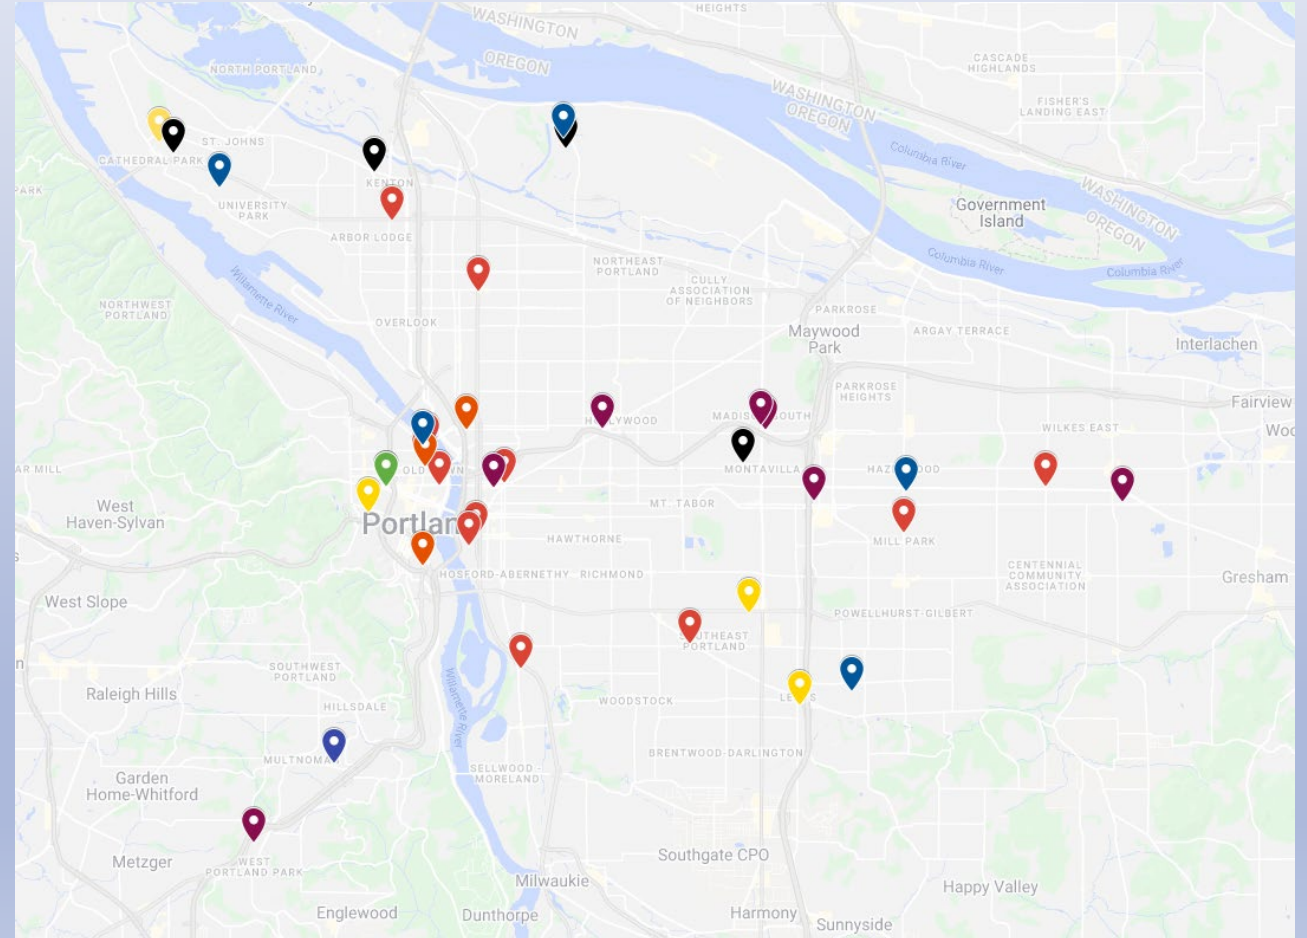 HEIGHTS
WASHINGTON
OREGON
CASCADE
HIGHLANDS
NORTH PORTLAND
WASHINGTON
OREGON
FISHER'S
LANDING EAST
ST. JOHNS
CATHEDRAL PARK
Columbia River
KENTON
WASHINGTON
OREGON
PARK
UNIVERSITY
PARK
Government
Island
ARBOR LODGE
Columbia River
Columbia River
NORTHEAST
PORTLAND
Willamette River
CULLY
ASSOCIATION
OF NEIGHBORS
NORTHWEST
PORTLAND
OVERLOOK
PARKROSE
Maywood
Park
ARGAY TERRACE
Interlachen
PARKROSE
HEIGHTS
Fairview
WILKES EAST
MONTAVILLA
AR MILL
West
Haven-Sylvan
MT. TABOR
HAWTHORNE
MILL PARK
HOSFORD-ABERNETHY
RICHMOND
CENTENNIAL
COMMUNITY
ASSOCIATION
Gresham
West Slope
POWELLHURST-GILBERT
PORTLAND
SOUTHWEST
PORTLAND
Raleigh Hills
HILLSDALE
Willamette River
WOODSTOCK
BRENTWOOD-DARLINGTON
SELLWOOD -
MORELAND
Garden
Home-Whitford
Metzger
WEST
PORTLAND PARK
Southgate CPO
Milwaukie
Happy Valley
Englewood
Dunthorpe
Harmony
Sunnyside